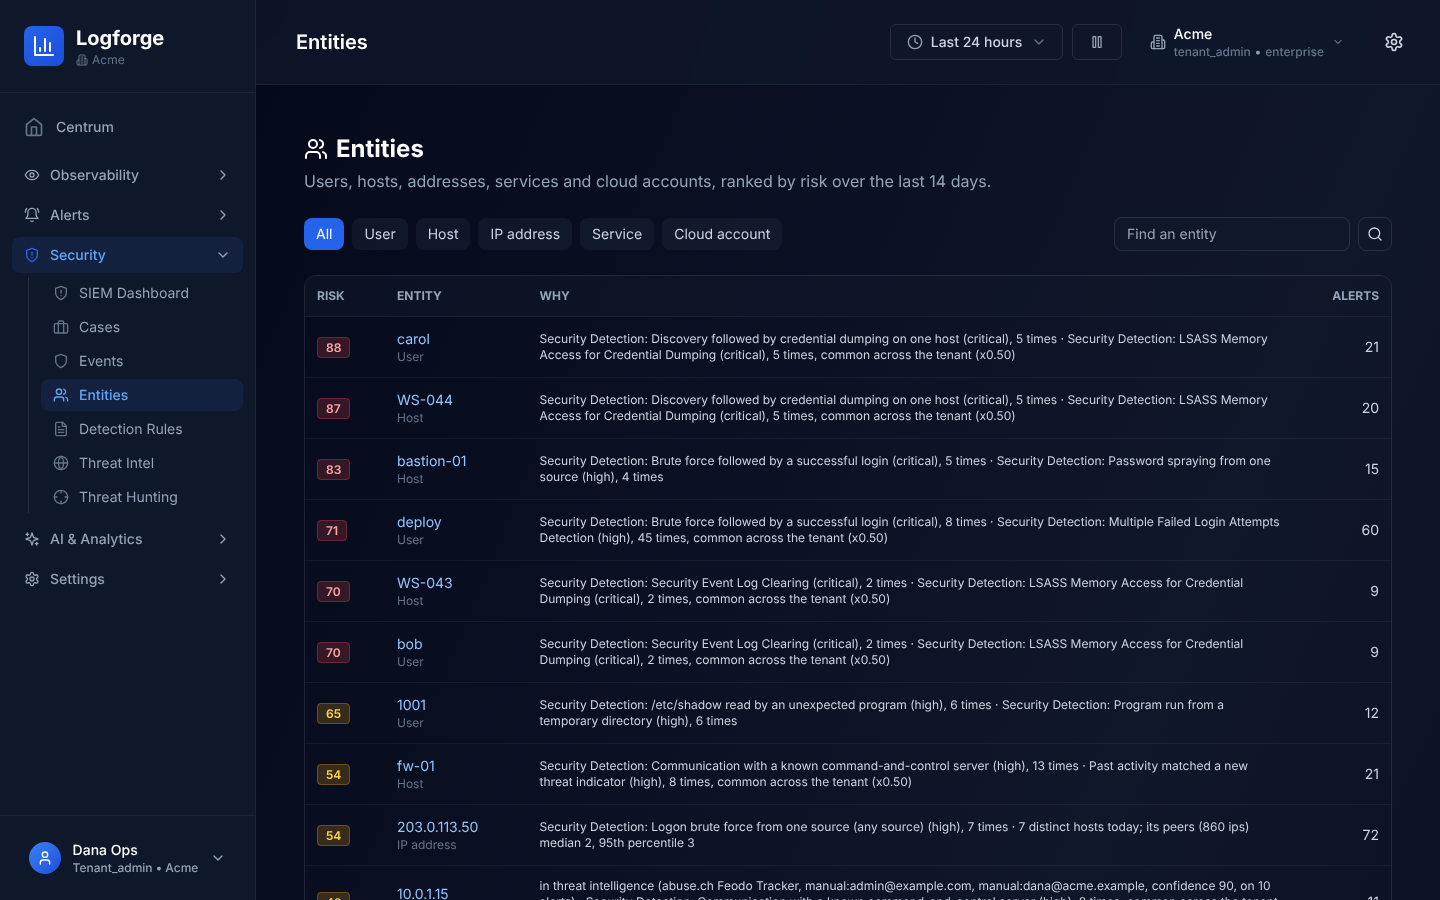 Logforge
Acme
Entities
Last 24 hours
Acme
tenant_admin • enterprise
Centrum
Observability
Alerts
Security
SIEM Dashboard
Cases
Events
Entities
Detection Rules
Threat Intel
Threat Hunting
AI & Analytics
Settings
Dana Ops
Tenant_admin • Acme
Entities
Users, hosts, addresses, services and cloud accounts, ranked by risk over the last 14 days.
All User Host IP address Service Cloud account
Find an entity
RISK ENTITY WHY ALERTS
88 carol User
Security Detection: Discovery followed by credential dumping on one host (critical), 5 times · Security Detection: LSASS Memory
Access for Credential Dumping (critical), 5 times, common across the tenant (x0.50)
21
87 WS-044 Host
Security Detection: Discovery followed by credential dumping on one host (critical), 5 times · Security Detection: LSASS Memory
Access for Credential Dumping (critical), 5 times, common across the tenant (x0.50)
20
83 bastion-01 Host
Security Detection: Brute force followed by a successful login (critical), 5 times · Security Detection: Password spraying from one
source (high), 4 times
15
71 deploy User
Security Detection: Brute force followed by a successful login (critical), 8 times · Security Detection: Multiple Failed Login Attempts
Detection (high), 45 times, common across the tenant (x0.50)
60
70 WS-043 Host
Security Detection: Security Event Log Clearing (critical), 2 times · Security Detection: LSASS Memory Access for Credential
Dumping (critical), 2 times, common across the tenant (x0.50)
9
70 bob User
Security Detection: Security Event Log Clearing (critical), 2 times · Security Detection: LSASS Memory Access for Credential
Dumping (critical), 2 times, common across the tenant (x0.50)
9
65 1001 User
Security Detection: /etc/shadow read by an unexpected program (high), 6 times · Security Detection: Program run from a
temporary directory (high), 6 times
12
54 fw-01 Host
Security Detection: Communication with a known command-and-control server (high), 13 times · Past activity matched a new
threat indicator (high), 8 times, common across the tenant (x0.50)
21
54 203.0.113.50 IP address
Security Detection: Logon brute force from one source (any source) (high), 7 times · 7 distinct hosts today; its peers (860 ips)
median 2, 95th percentile 3
72
10.0.1.15
in threat intelligence (abuse.ch Feodo Tracker, manual:admin@example.com, manual:dana@acme.example, confidence 90, on 10